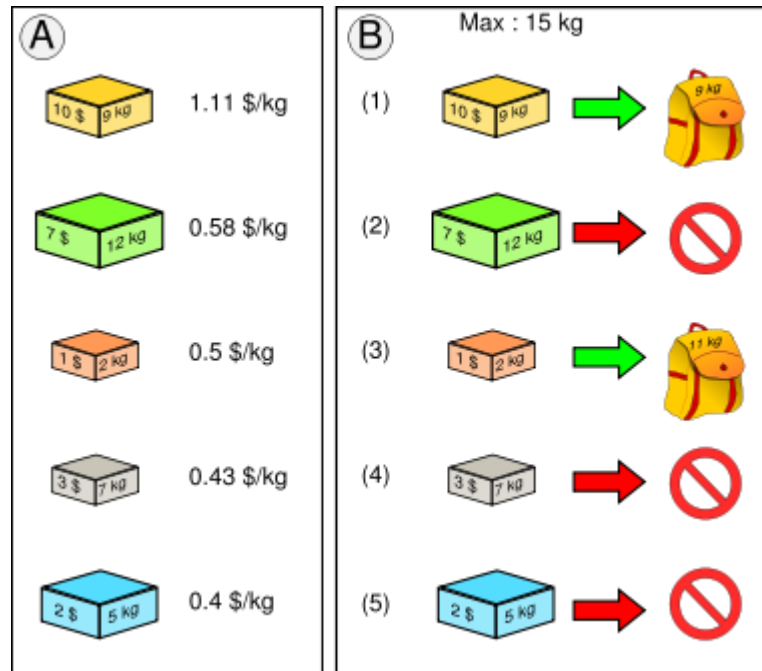 A
10 $ 9 kg 1.11 $/kg
7 $ 12 kg 0.58 $/kg
1 $ 2 kg 0.5 $/kg
3 $ 7 kg 0.43 $/kg
2 $ 5 kg 0.4 $/kg
B
Max : 15 kg
(1) 10 $ 9 kg 9 kg
(2) 7 $ 12 kg
(3) 1 $ 2 kg 11 kg
(4) 3 $ 7 kg
(5) 2 $ 5 kg